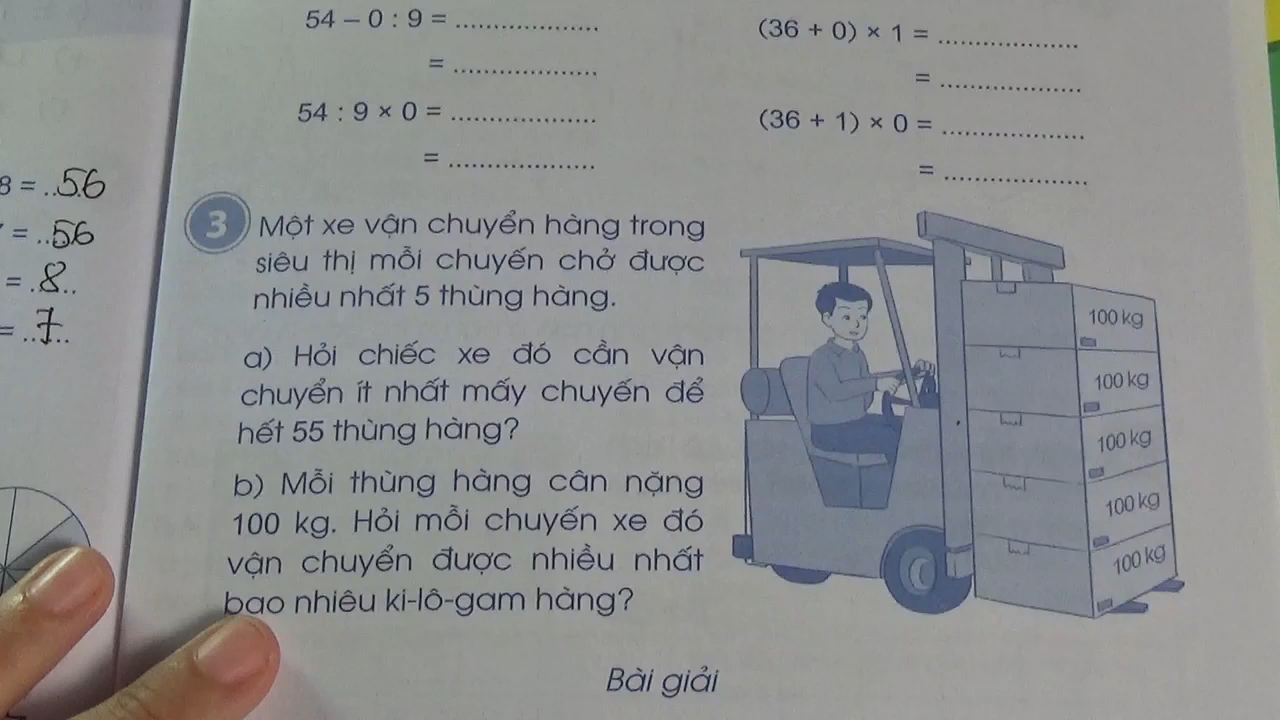 54 – 0 : 9 = ....................
= ....................
54 : 9 × 0 = ....................
= ....................
(36 + 0) × 1 = ....................
= ....................
(36 + 1) × 0 = ....................
= ....................
8 = ..56
= ..56
= .8..
= ..7..
3 Một xe vận chuyển hàng trong
siêu thị mỗi chuyến chở được
nhiều nhất 5 thùng hàng.
a) Hỏi chiếc xe đó cần vận
chuyển ít nhất mấy chuyến để
hết 55 thùng hàng?
b) Mỗi thùng hàng cân nặng
100 kg. Hỏi mỗi chuyến xe đó
vận chuyển được nhiều nhất
bao nhiêu ki-lô-gam hàng?
100 kg
100 kg
100 kg
100 kg
100 kg
Bài giải